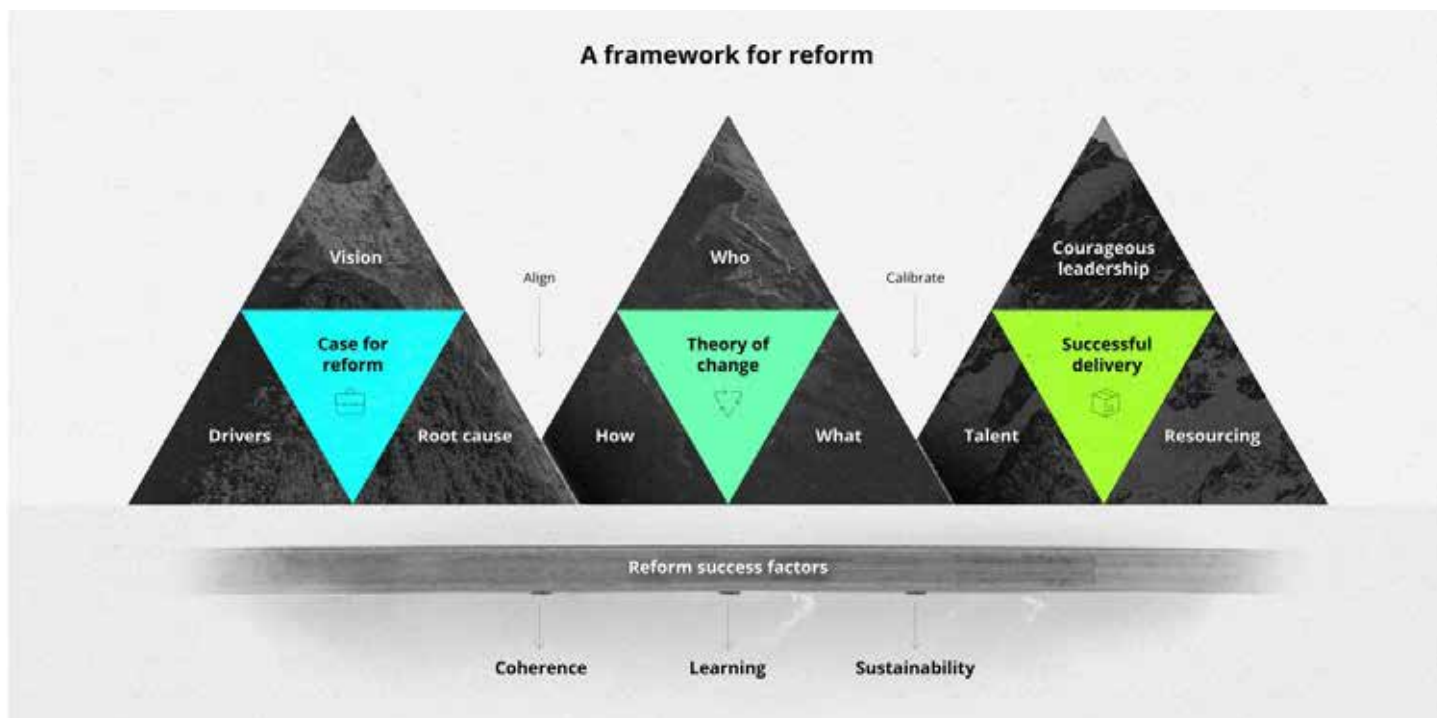 A framework for reform
Vision
Case for
reform
Drivers
Root cause
Align
Who
Theory of
change
How
What
Calibrate
Courageous
leadership
Successful
delivery
Talent
Resourcing
Reform success factors
Coherence
Learning
Sustainability